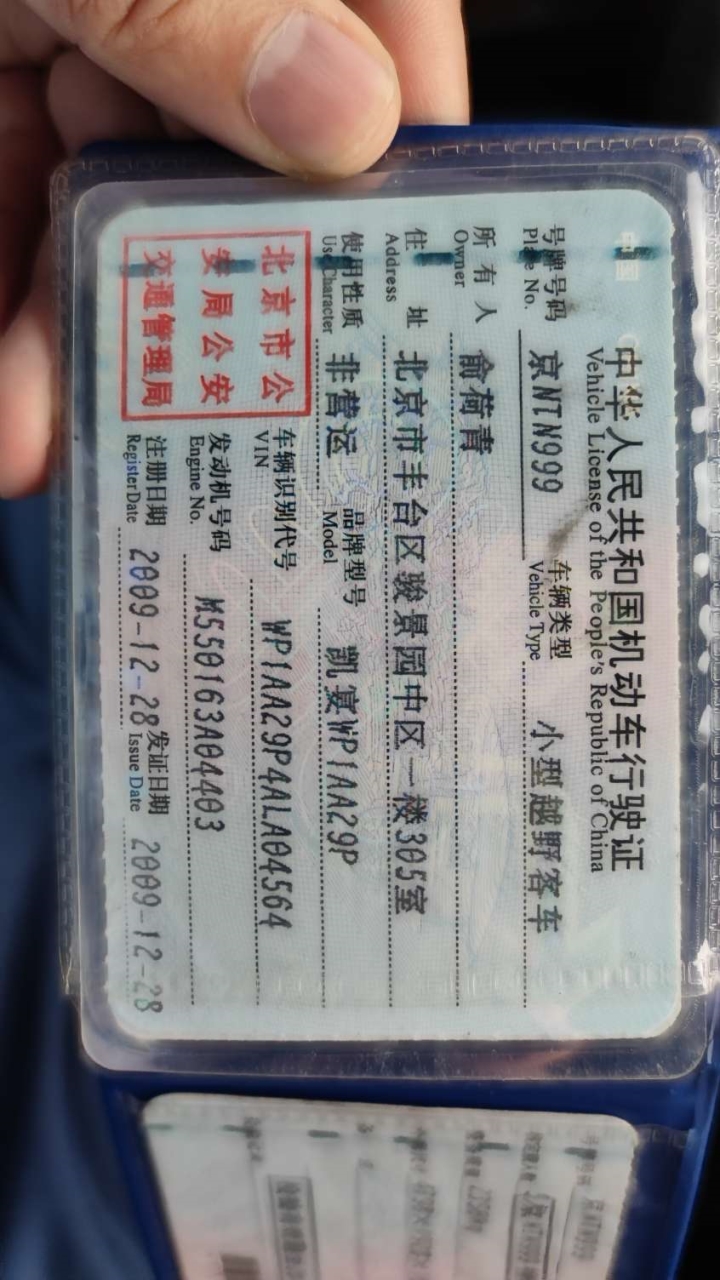 中华人民共和国机动车行驶证
Vehicle License of the People's Republic of China
号牌号码 京NTN999 车辆类型 小型越野客车
Plate No. Vehicle Type
所有人 俞荷青
Owner
住址 北京市丰台区骏景园中区一楼305室
Address
使用性质 非营运 品牌型号 凯宴WP1AA29P
Use Character Model
北京市公安局公安交通管理局
车辆识别代号 WP1AA29P4ALA04564
VIN
发动机号码 M550163A04403
Engine No.
注册日期 2009-12-28 发证日期 2009-12-28
Register Date Issue Date